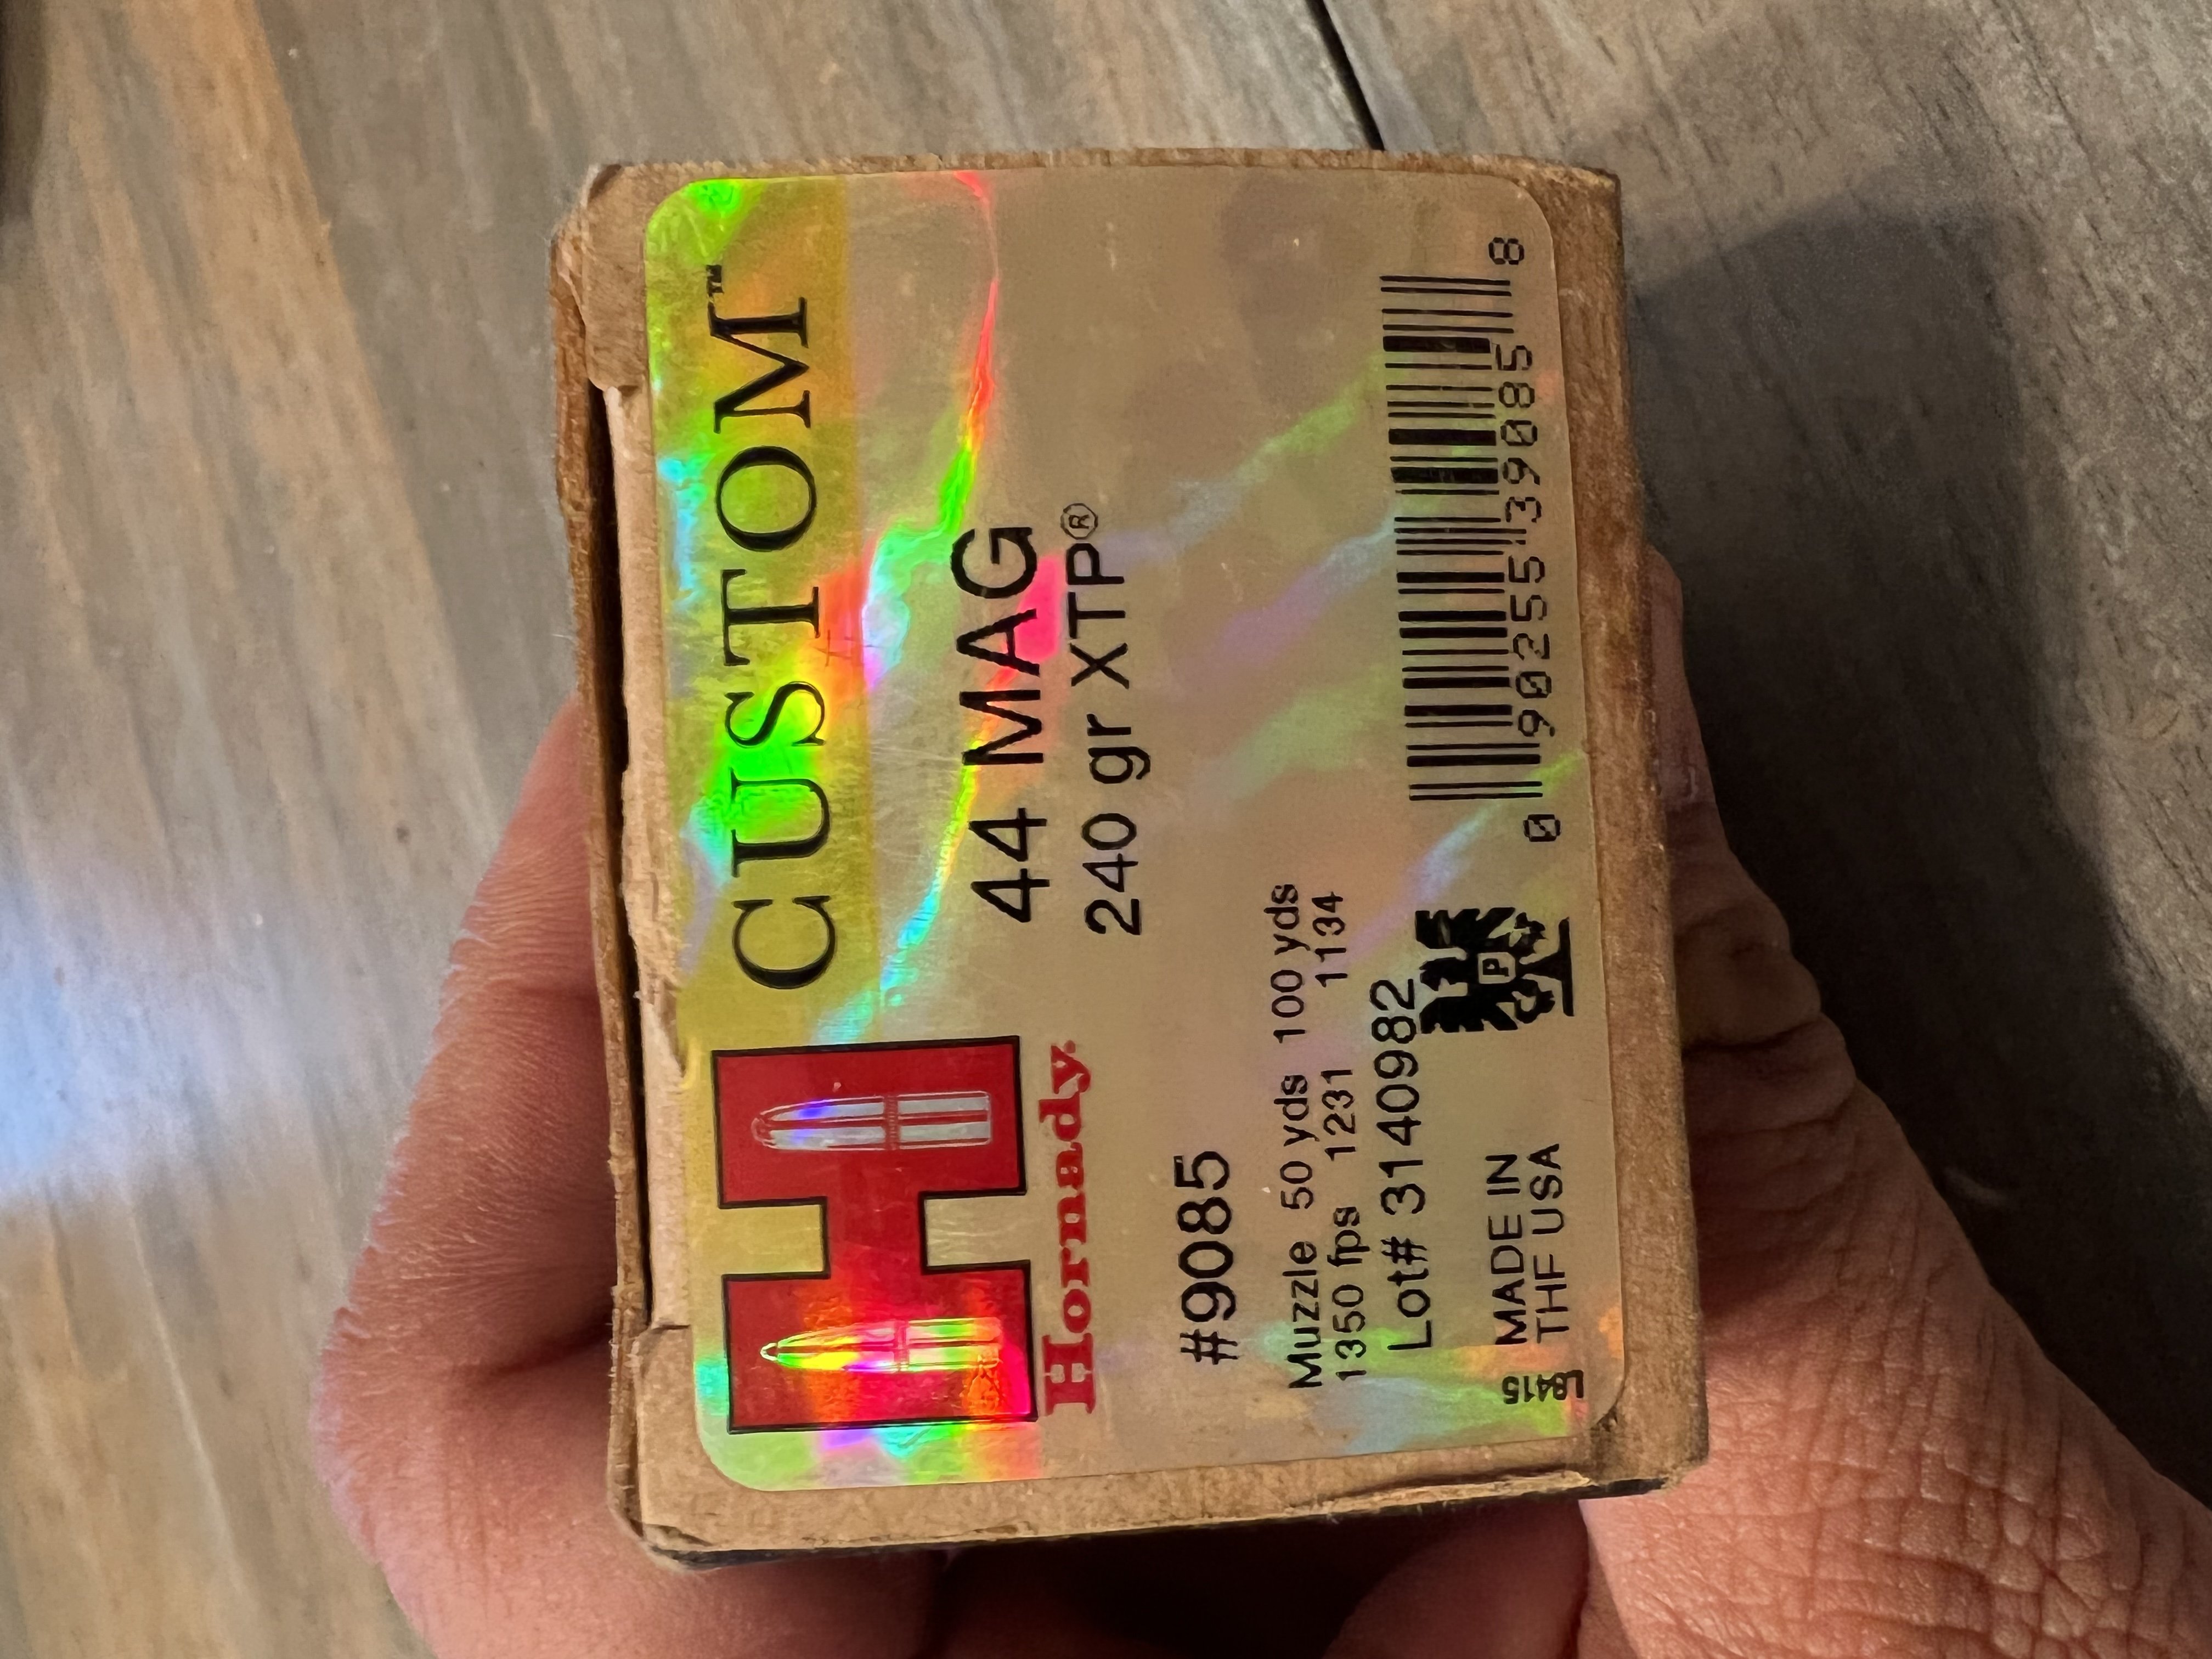 CUSTOM™
Hornady®
44 MAG
240 gr XTP®
#9085
Muzzle 50 yds 100 yds
1350 fps 1231 1134
Lot# 3140982
MADE IN
THE USA
L8415
P
0 90255 39085 8